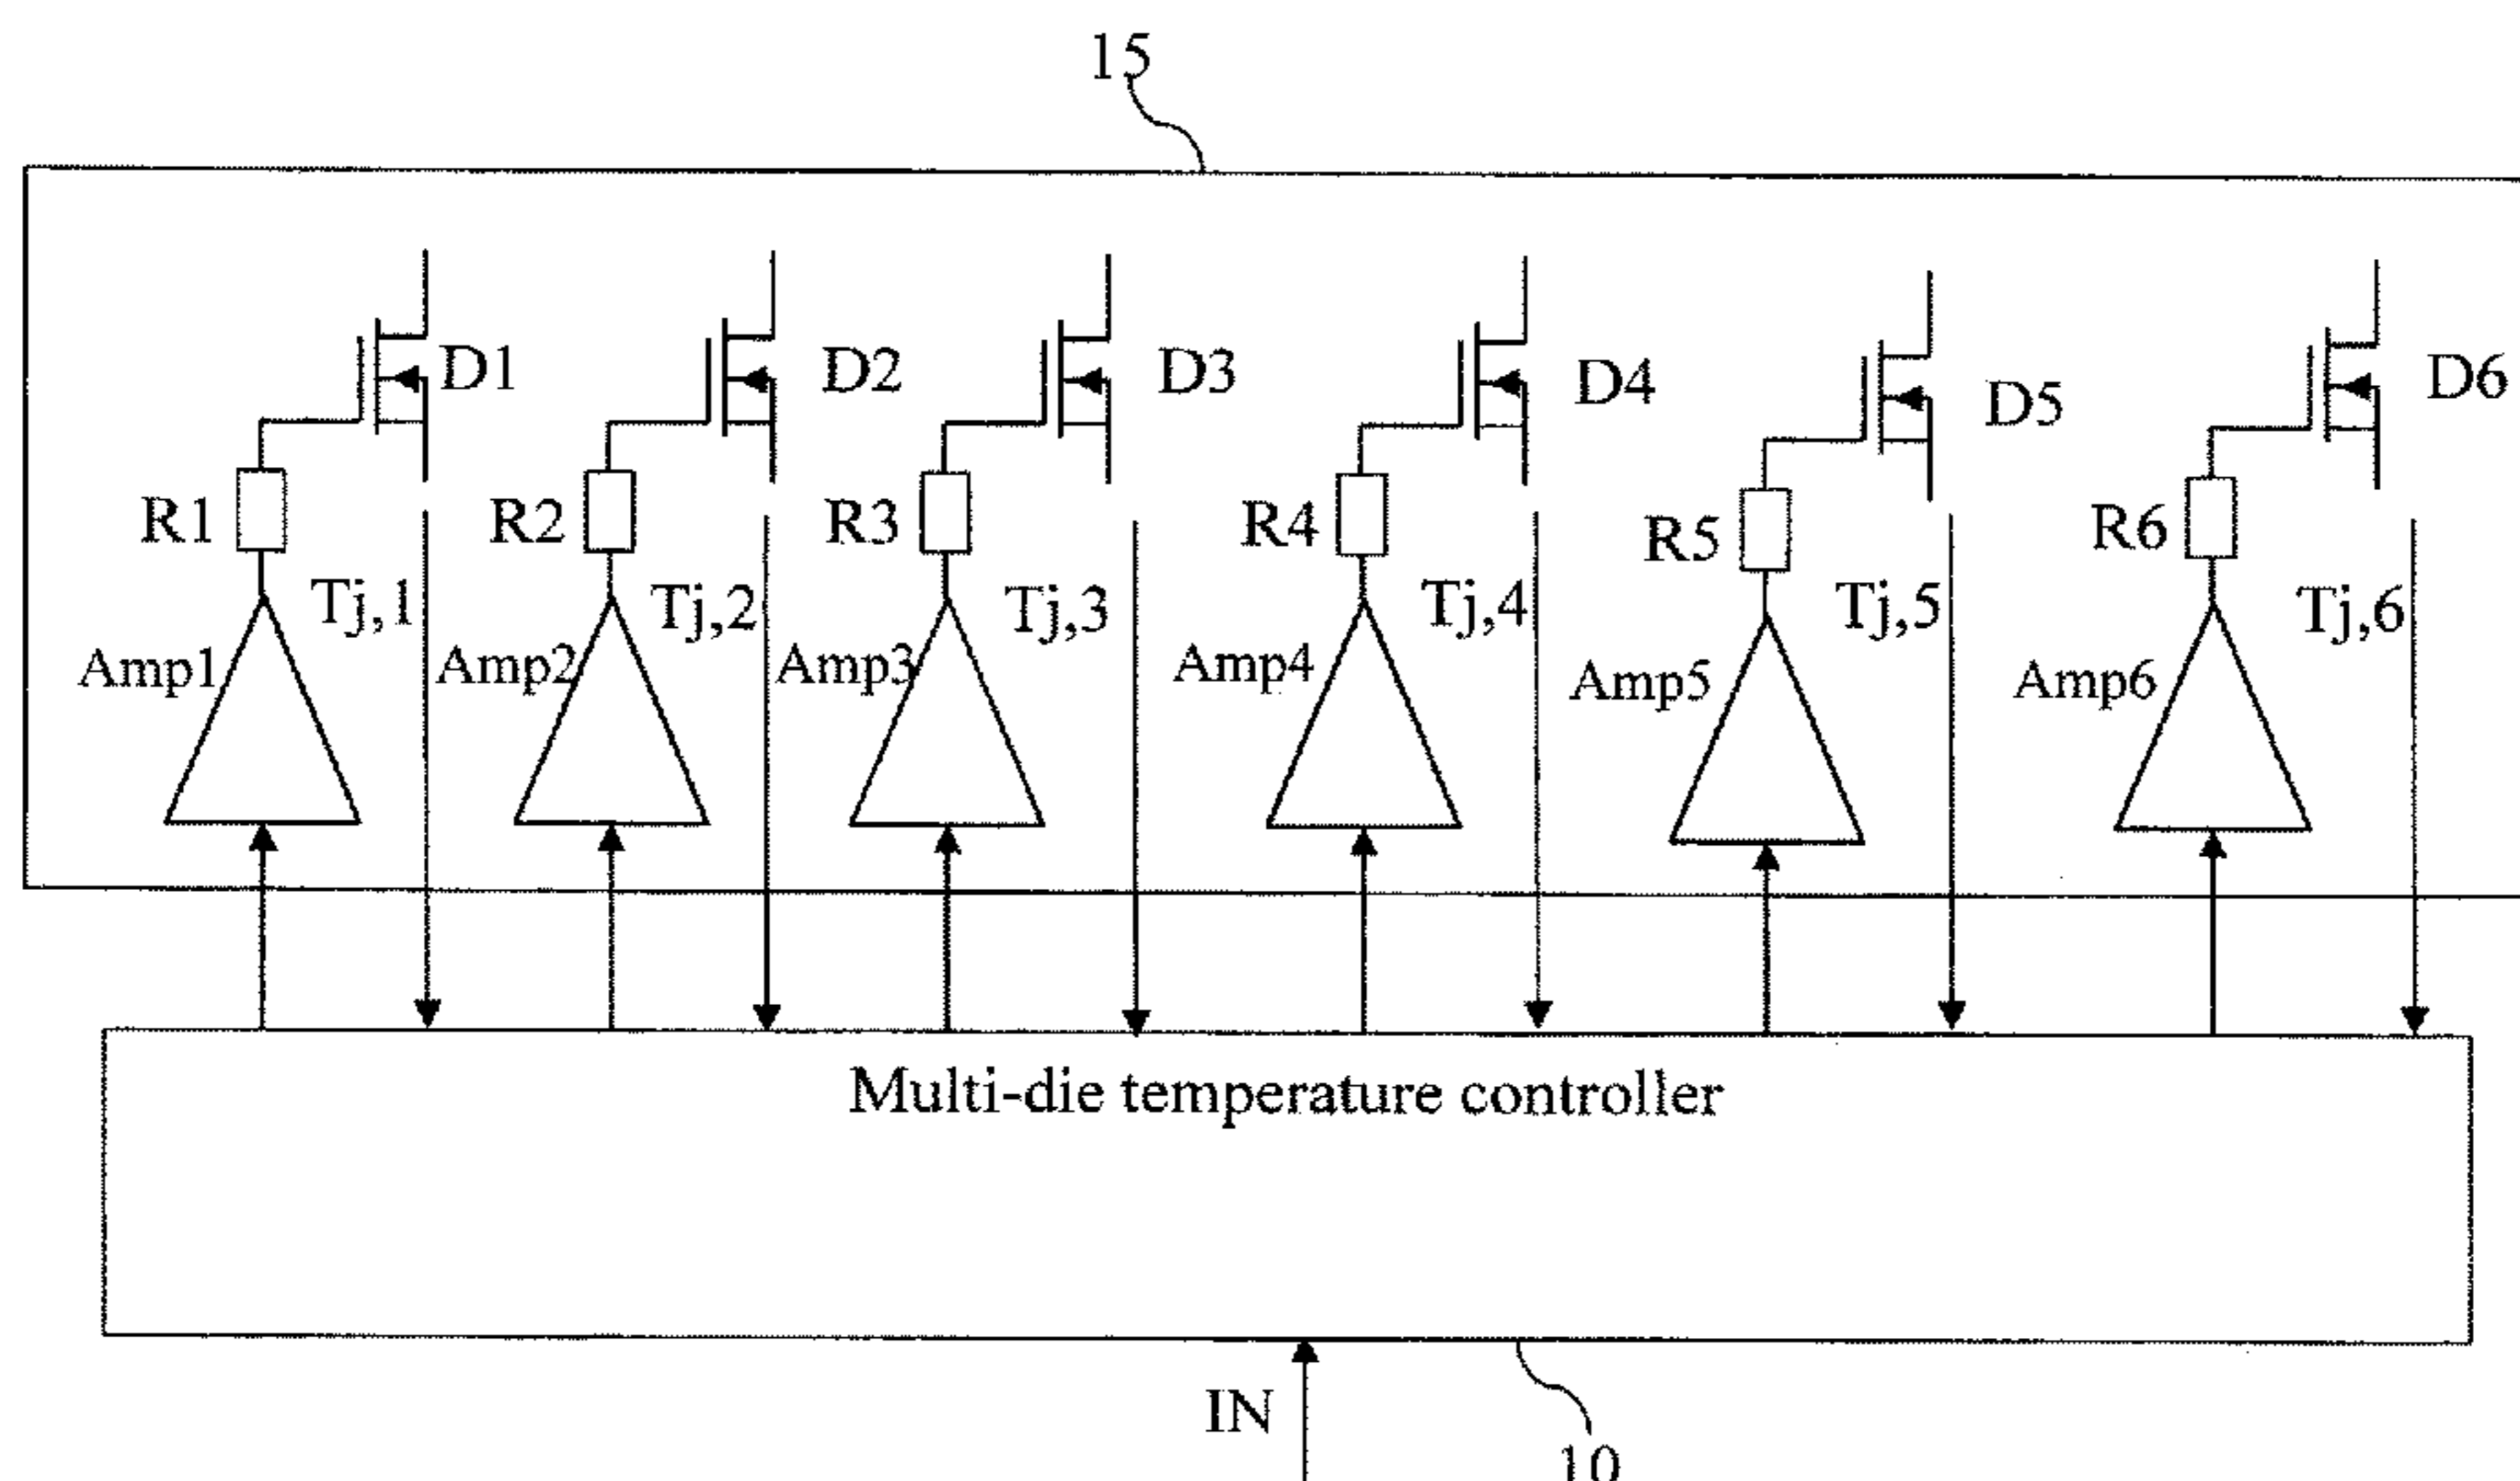 15
D1 D2 D3 D4 D5 D6
R1 R2 R3 R4 R5 R6
Tj,1 Tj,2 Tj,3 Tj,4 Tj,5 Tj,6
Amp1 Amp2 Amp3 Amp4 Amp5 Amp6
Multi-die temperature controller
IN
10